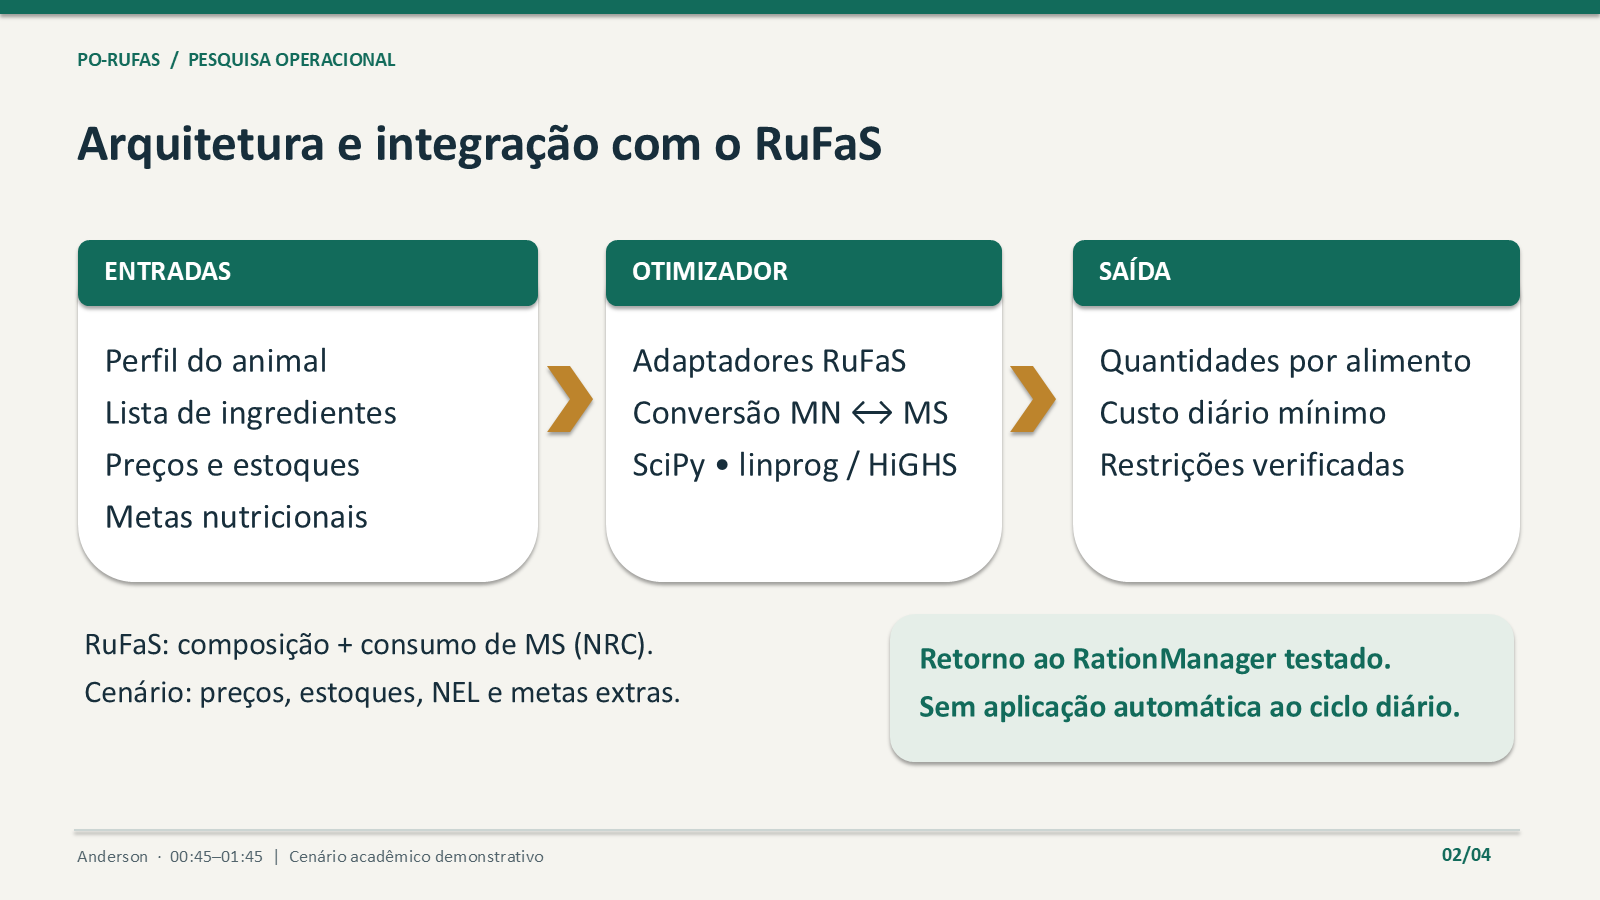 PO-RUFAS / PESQUISA OPERACIONAL
Arquitetura e integração com o RuFaS
ENTRADAS
Perfil do animal
Lista de ingredientes
Preços e estoques
Metas nutricionais
OTIMIZADOR
Adaptadores RuFaS
Conversão MN ↔ MS
SciPy • linprog / HiGHS
SAÍDA
Quantidades por alimento
Custo diário mínimo
Restrições verificadas
RuFaS: composição + consumo de MS (NRC).
Cenário: preços, estoques, NEL e metas extras.
Retorno ao RationManager testado.
Sem aplicação automática ao ciclo diário.
Anderson · 00:45–01:45 | Cenário acadêmico demonstrativo
02/04